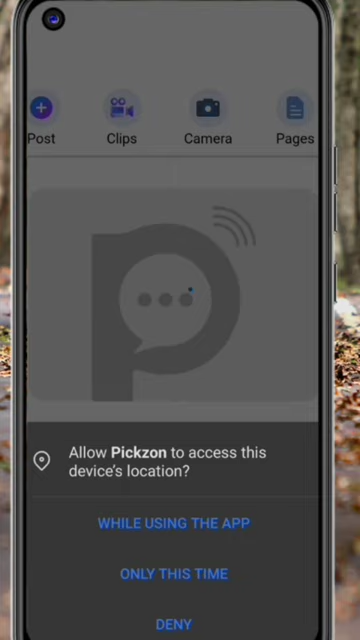 Post Clips Camera Pages
Allow Pickzon to access this
device's location?
WHILE USING THE APP
ONLY THIS TIME
DENY